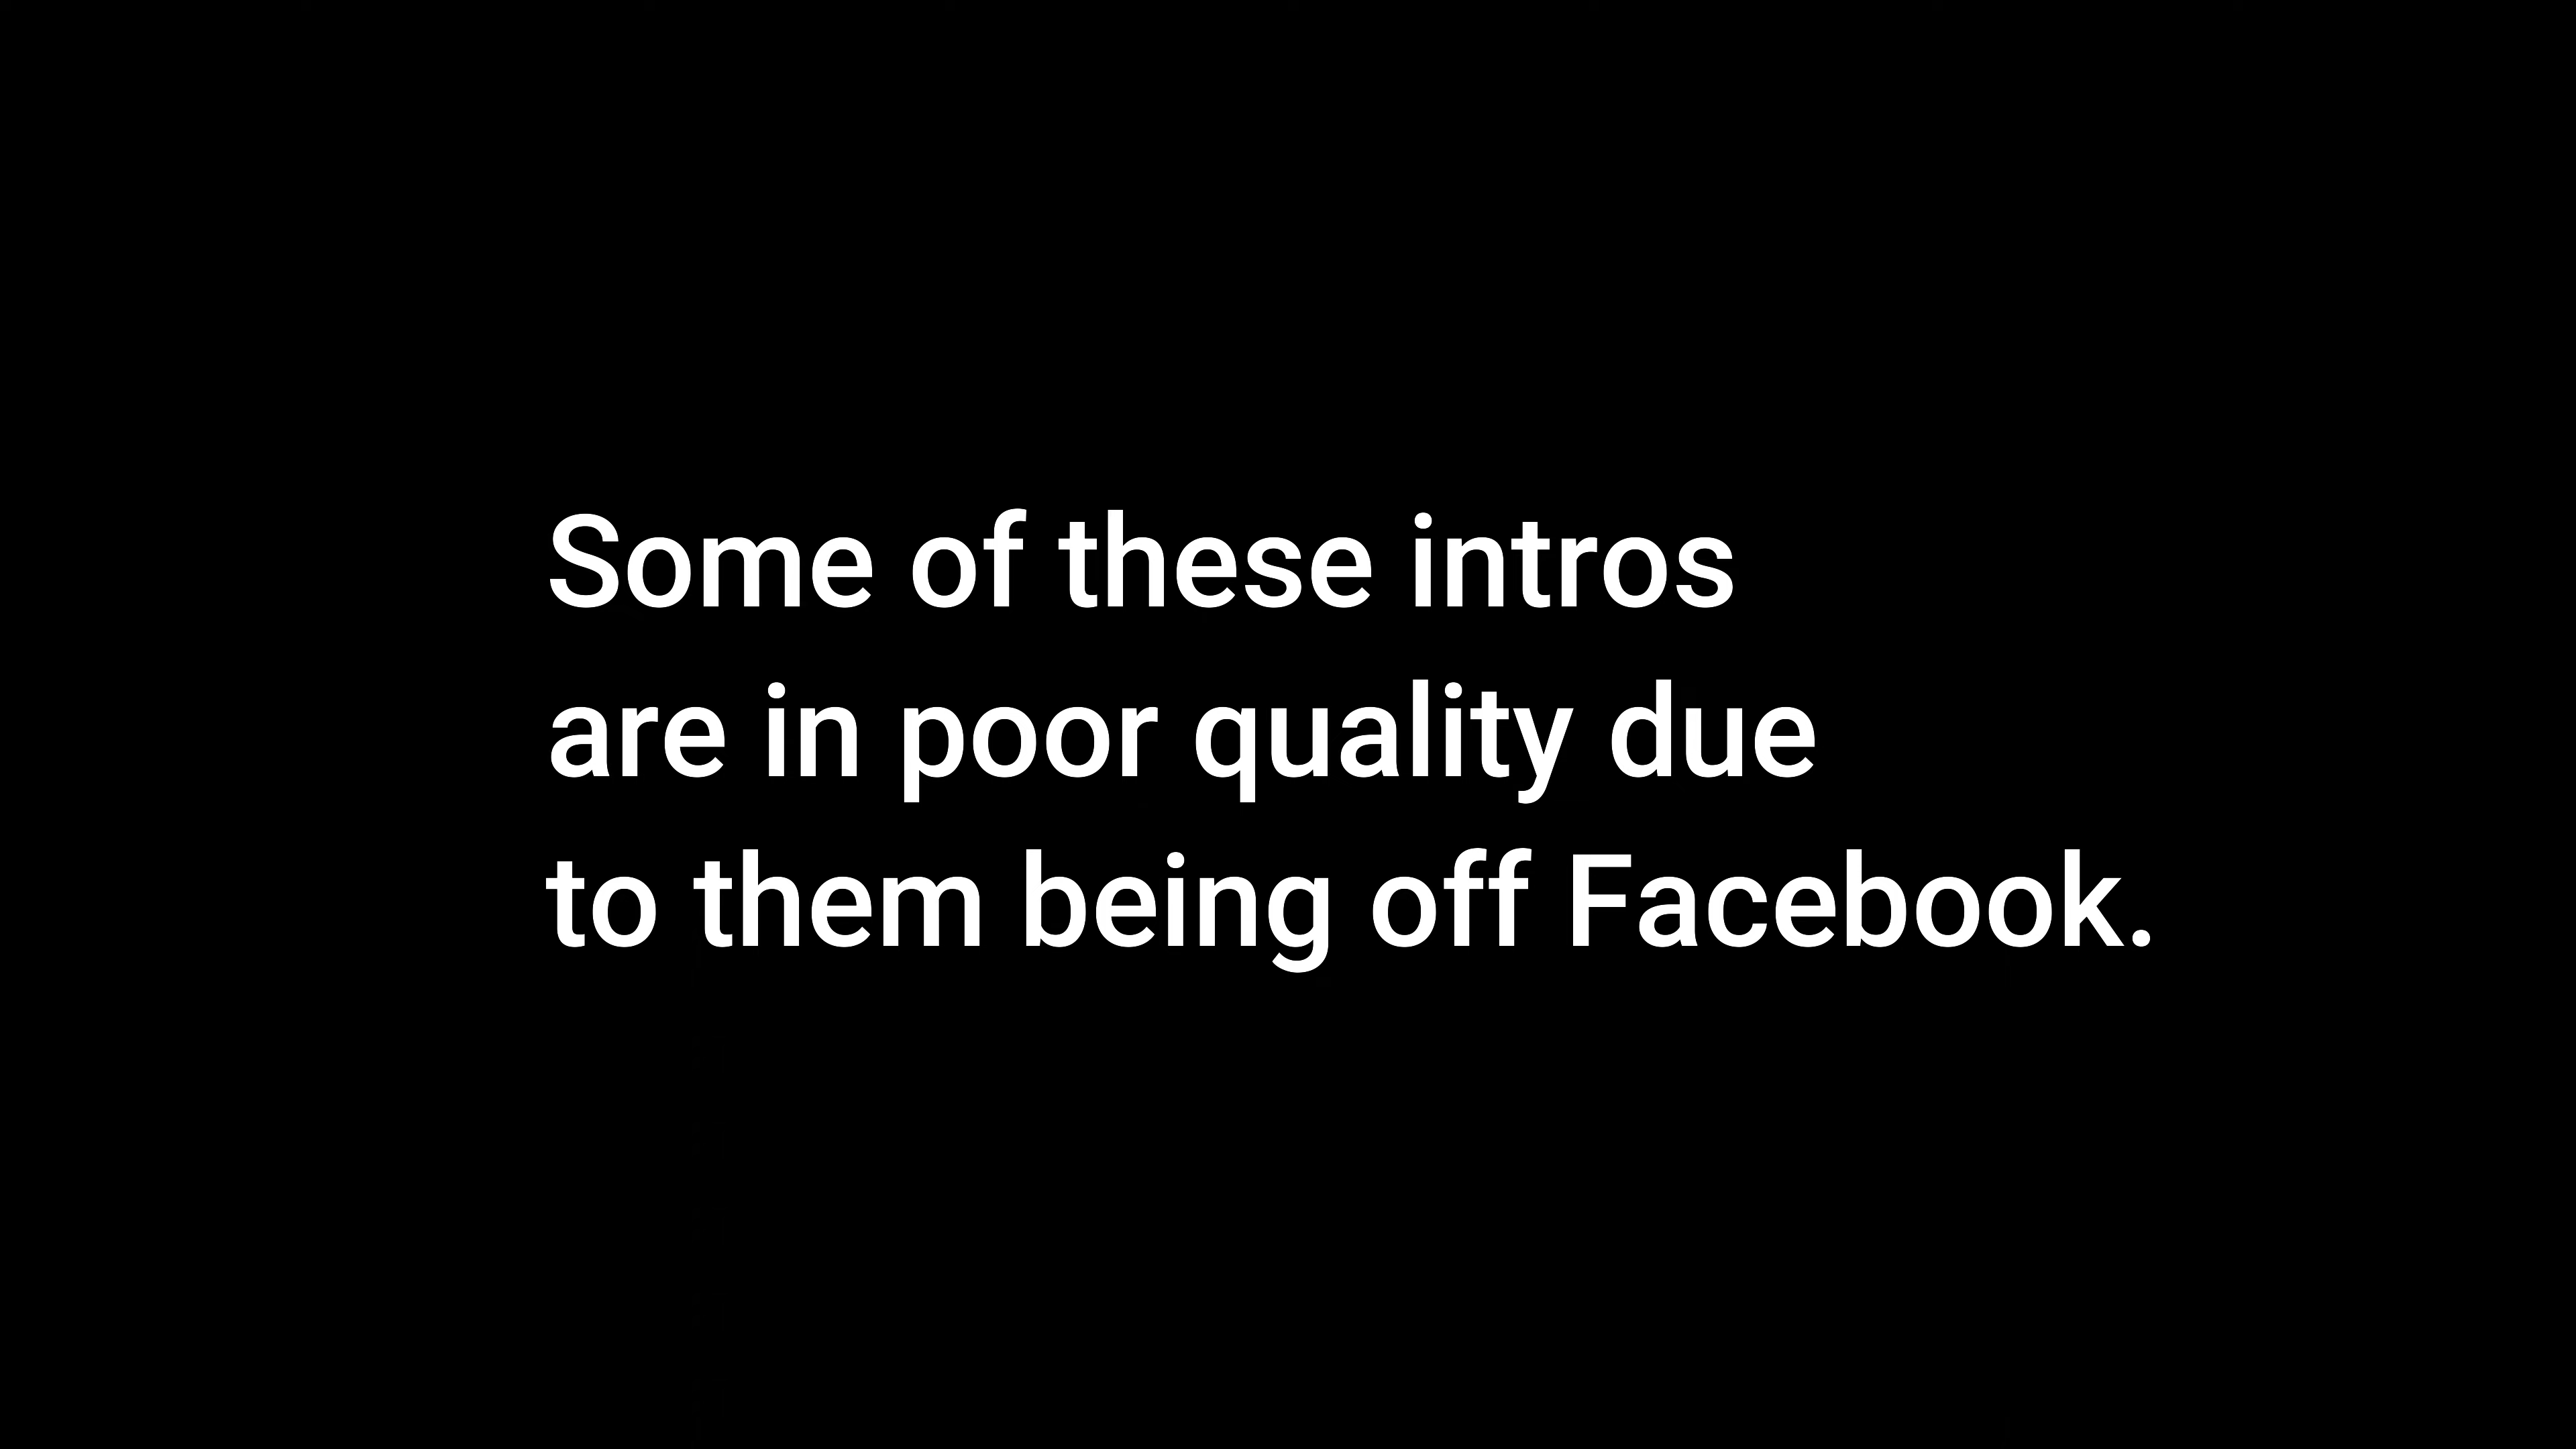 Some of these intros
are in poor quality due
to them being off Facebook.